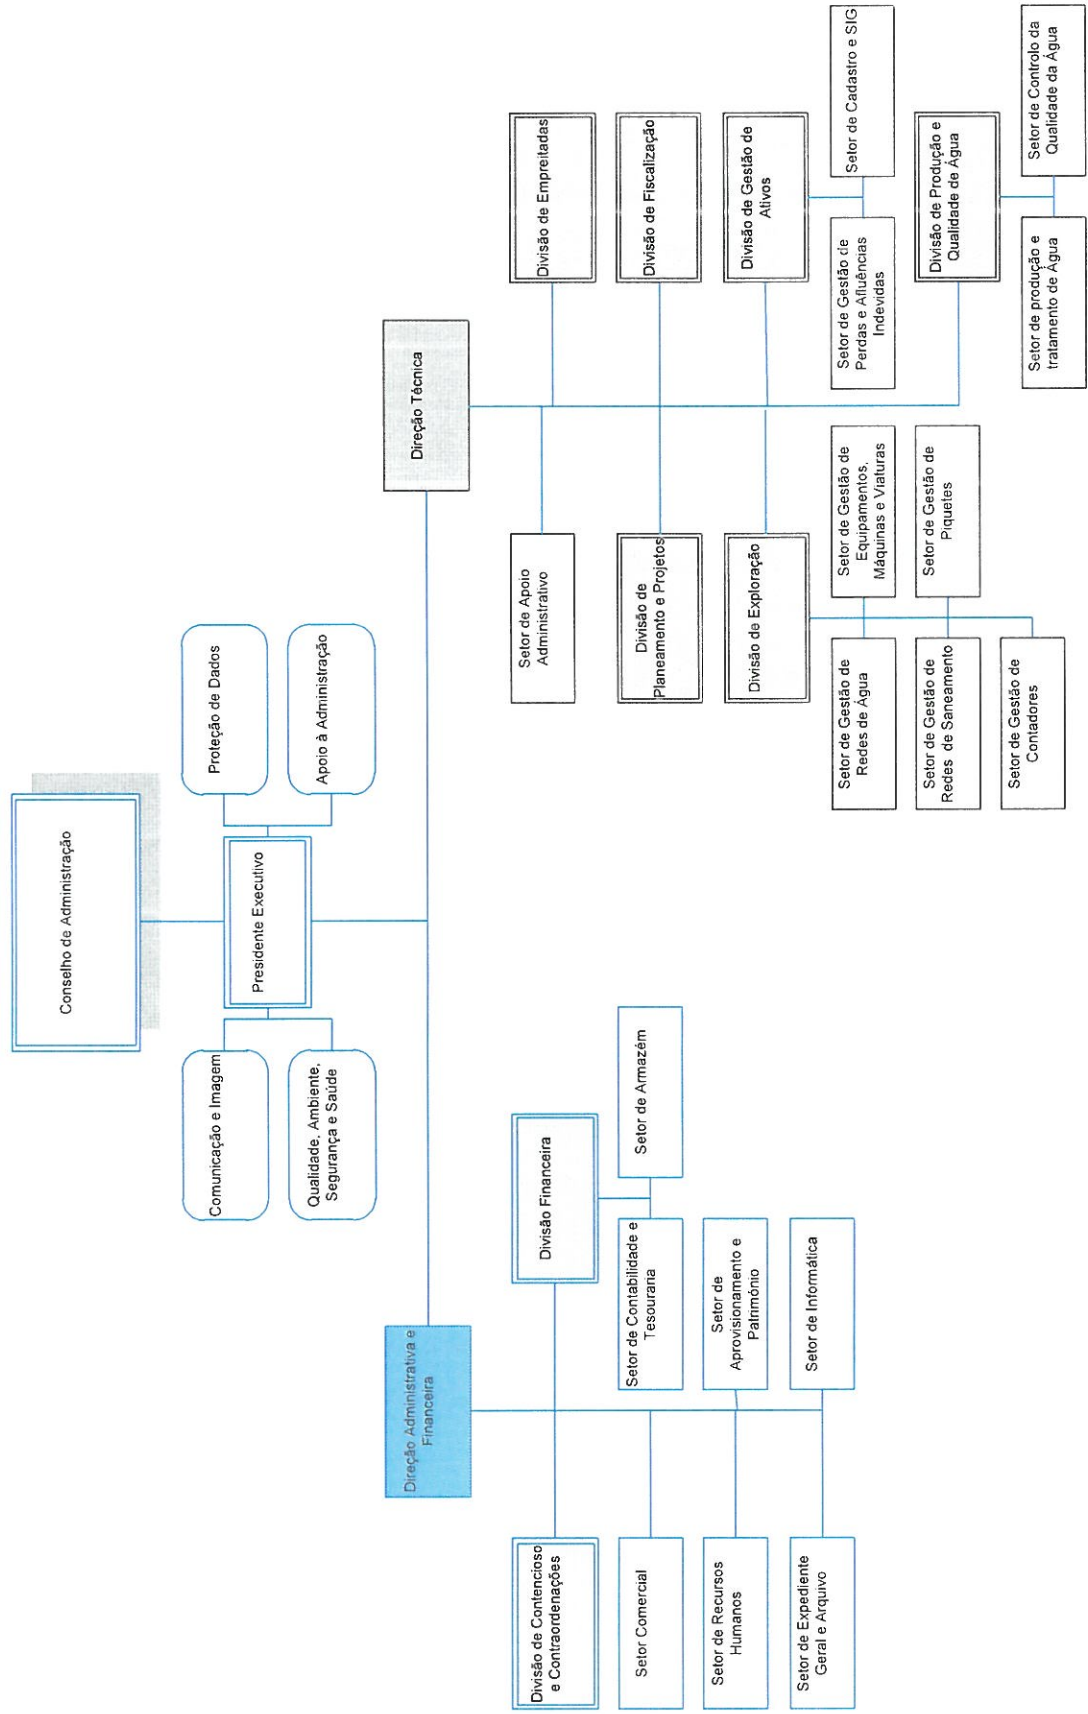 Conselho de Administração
Comunicação e Imagem
Proteção de Dados
Presidente Executivo
Qualidade, Ambiente,
Segurança e Saúde
Apoio à Administração
Direção Administrativa e
Financeira
Direção Técnica
Divisão de Contencioso
e Contraordenações
Divisão Financeira
Setor Comercial
Setor de Contabilidade e
Tesouraria
Setor de Armazém
Setor de Recursos
Humanos
Setor de
Aprovisionamento e
Património
Setor de Expediente
Geral e Arquivo
Setor de Informática
Setor de Apoio
Administrativo
Divisão de Empreitadas
Divisão de
Planeamento e Projetos
Divisão de Fiscalização
Divisão de Exploração
Divisão de Gestão de
Ativos
Setor de Gestão de
Redes de Água
Setor de Gestão de
Equipamentos,
Máquinas e Viaturas
Setor de Gestão de
Redes de Saneamento
Setor de Gestão de
Piquetes
Setor de Gestão de
Contadores
Setor de Gestão de
Perdas e Afluências
Indevidas
Setor de Cadastro e SIG
Divisão de Produção e
Qualidade de Água
Setor de produção e
tratamento de Água
Setor de Controlo da
Qualidade da Água